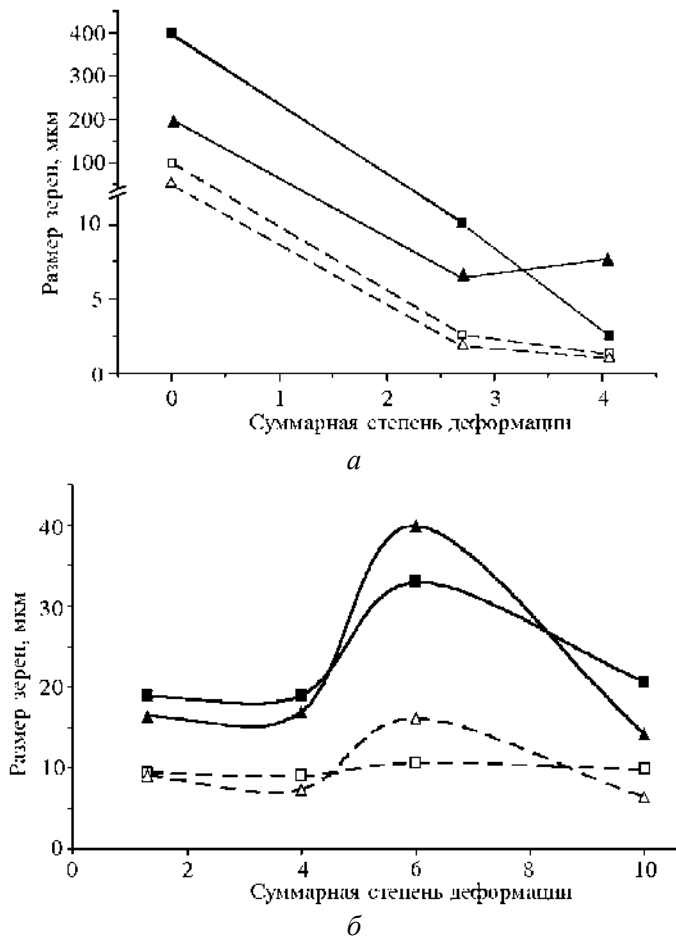 400
300
200
100
10
5
0
Размер зерен, мкм
0 1 2 3 4
Суммарная степень деформации
а
40
30
20
10
0
Размер зерен, мкм
0 2 4 6 8 10
Суммарная степень деформации
б